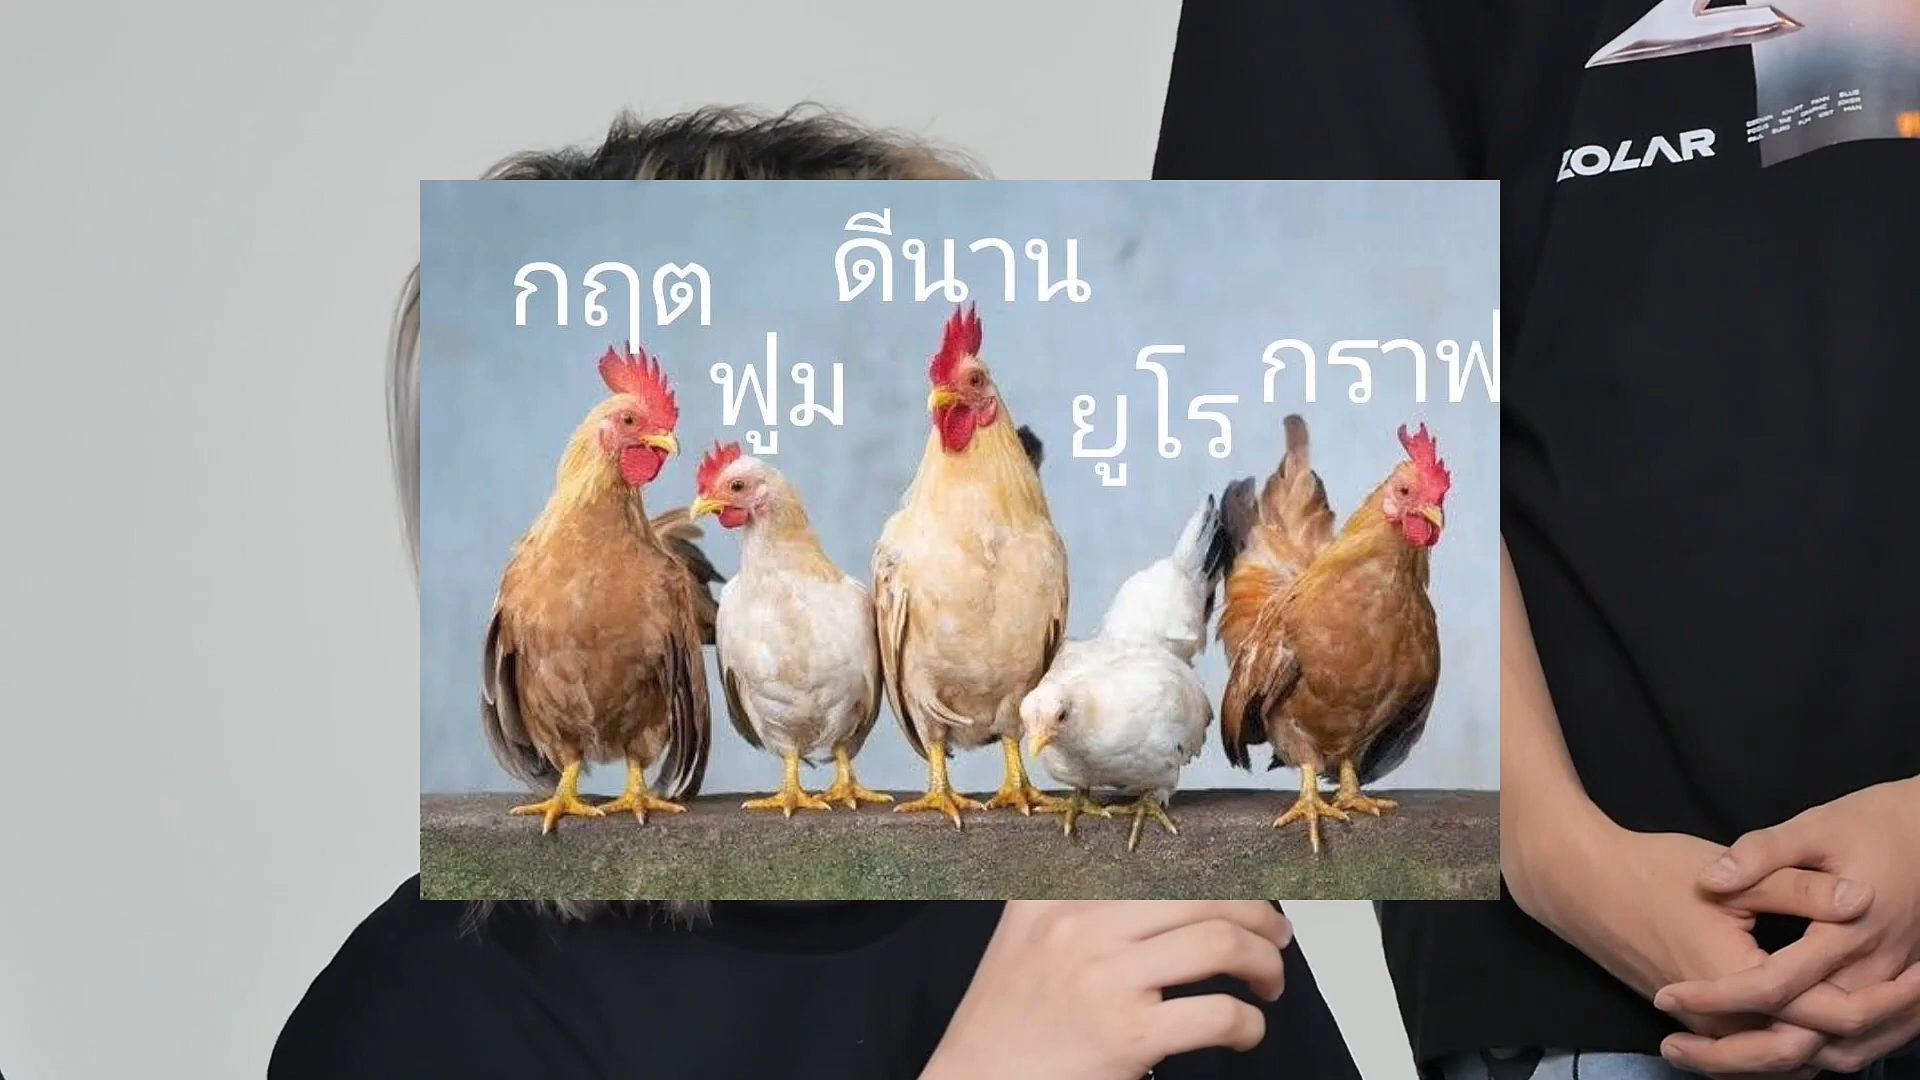 กฤต
ดีนาน
ฟูม
ยูโร
กราฟ
ZOLAR